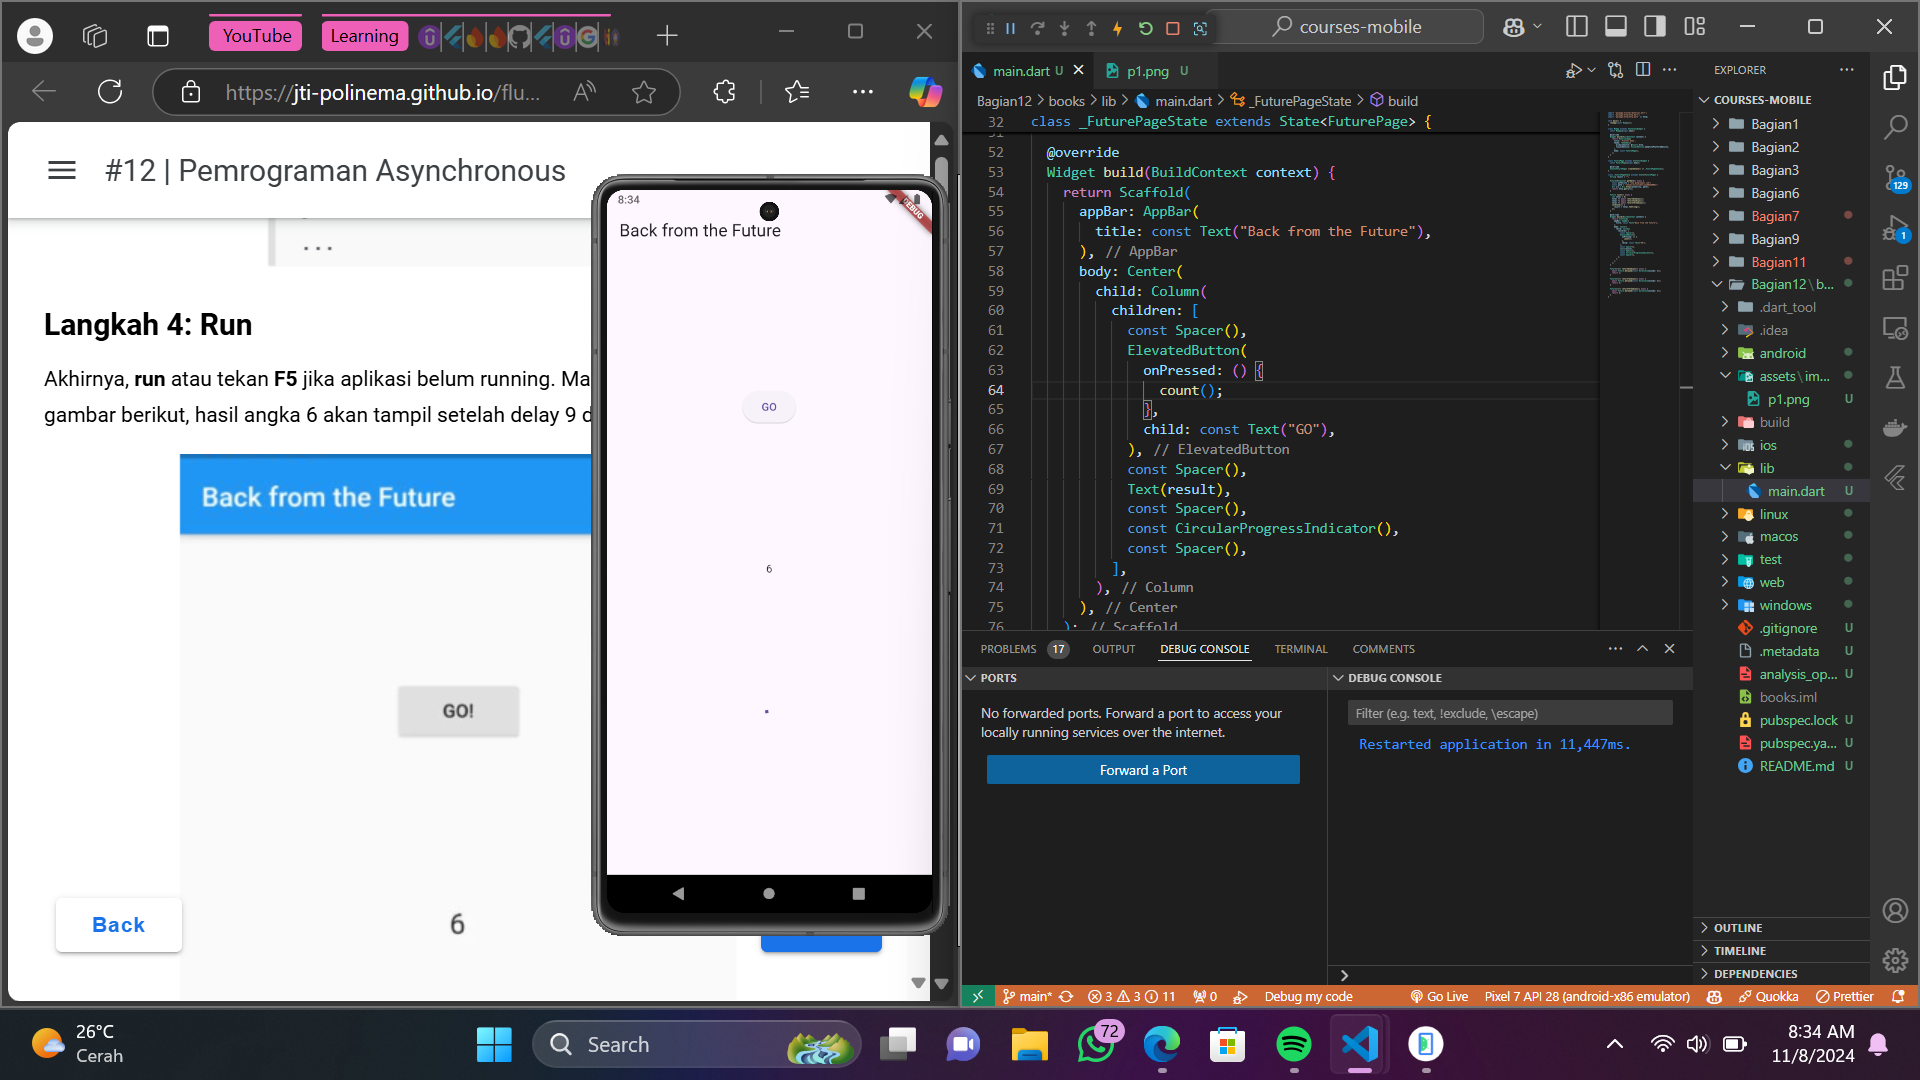 YouTube
Learning
https://jti-polinema.github.io/flu...
#12 | Pemrograman Asynchronous
...
Langkah 4: Run
Akhirnya, run atau tekan F5 jika aplikasi belum running. Ma
gambar berikut, hasil angka 6 akan tampil setelah delay 9 d
Back from the Future
GO!
6
Back
8:34
DEBUG
Back from the Future
GO
6
courses-mobile
main.dart U
p1.png U
Bagian12 > books > lib > main.dart > _FuturePageState > build
32 class _FuturePageState extends State<FuturePage> {
52 @override
53 Widget build(BuildContext context) {
54 return Scaffold(
55 appBar: AppBar(
56 title: const Text("Back from the Future"),
57 ), // AppBar
58 body: Center(
59 child: Column(
60 children: [
61 const Spacer(),
62 ElevatedButton(
63 onPressed: () {
64 count();
65 },
66 child: const Text("GO"),
67 ), // ElevatedButton
68 const Spacer(),
69 Text(result),
70 const Spacer(),
71 const CircularProgressIndicator(),
72 const Spacer(),
73 ],
74 ), // Column
75 ), // Center
76 ); // Scaffold
PROBLEMS 17 OUTPUT DEBUG CONSOLE TERMINAL COMMENTS
PORTS
No forwarded ports. Forward a port to access your
locally running services over the internet.
Forward a Port
DEBUG CONSOLE
Filter (e.g. text, !exclude, \escape)
Restarted application in 11,447ms.
EXPLORER
COURSES-MOBILE
Bagian1
Bagian2
Bagian3
Bagian6
Bagian7
Bagian9
Bagian11
Bagian12\b...
.dart_tool
.idea
android
assets\im...
p1.png U
build
ios
lib
main.dart U
linux
macos
test
web
windows
.gitignore U
.metadata U
analysis_op... U
books.iml
pubspec.lock U
pubspec.ya... U
README.md U
OUTLINE
TIMELINE
DEPENDENCIES
129
1
main* 3 3 11 0 Debug my code Go Live Pixel 7 API 28 (android-x86 emulator) Quokka Prettier
26°C
Cerah
Search
72
8:34 AM
11/8/2024